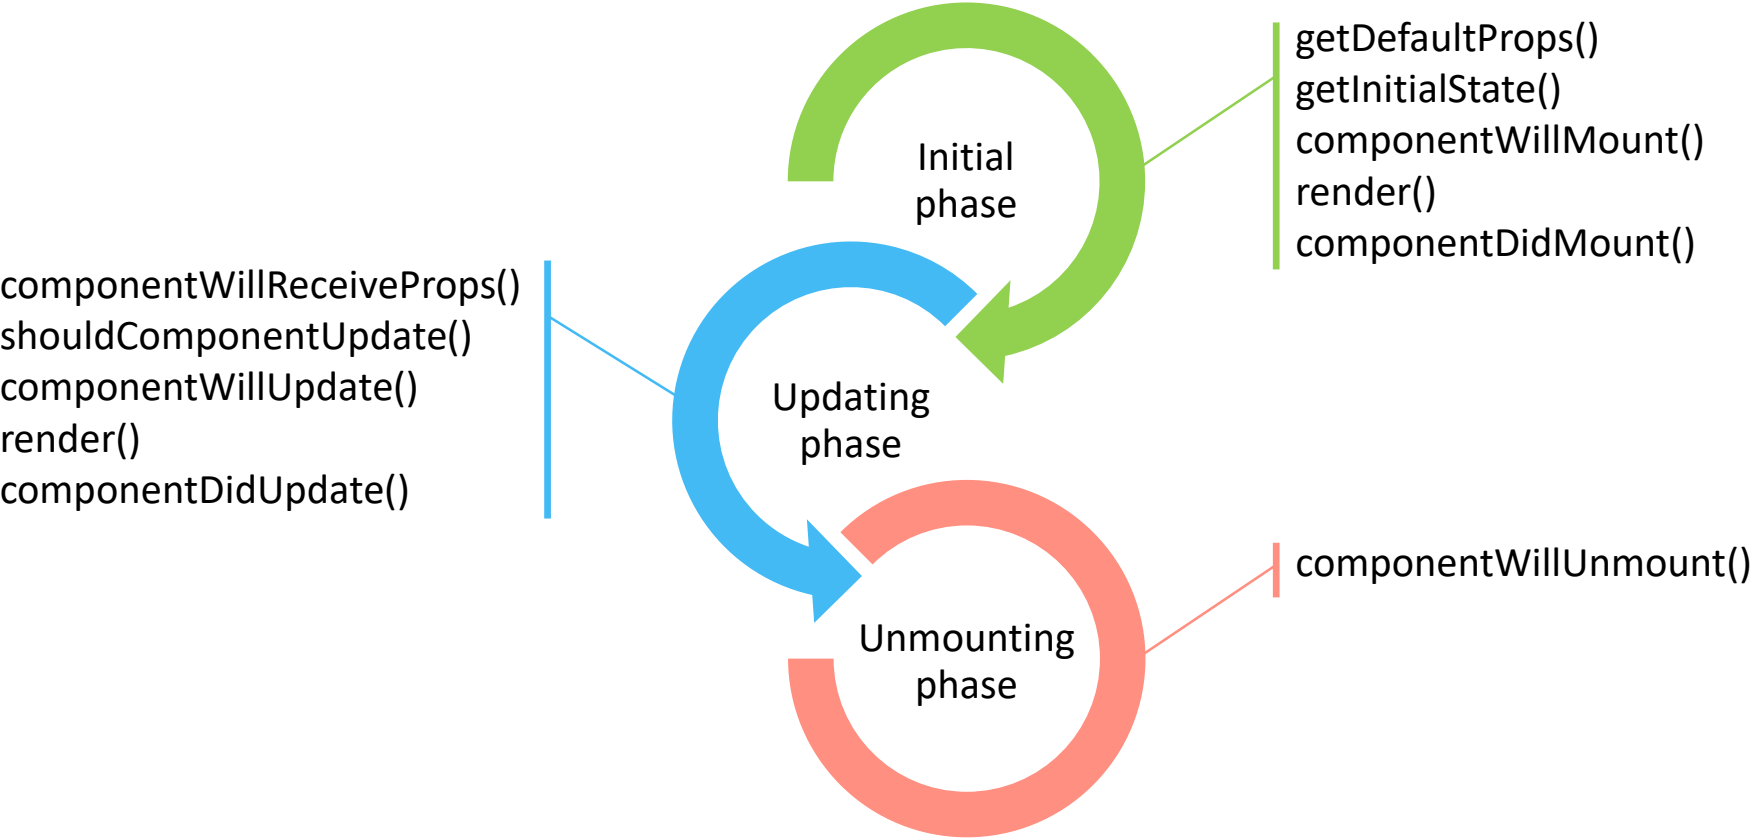 getDefaultProps()
getInitialState()
componentWillMount()
render()
componentDidMount()
Initial
phase
componentWillReceiveProps()
shouldComponentUpdate()
componentWillUpdate()
render()
componentDidUpdate()
Updating
phase
componentWillUnmount()
Unmounting
phase